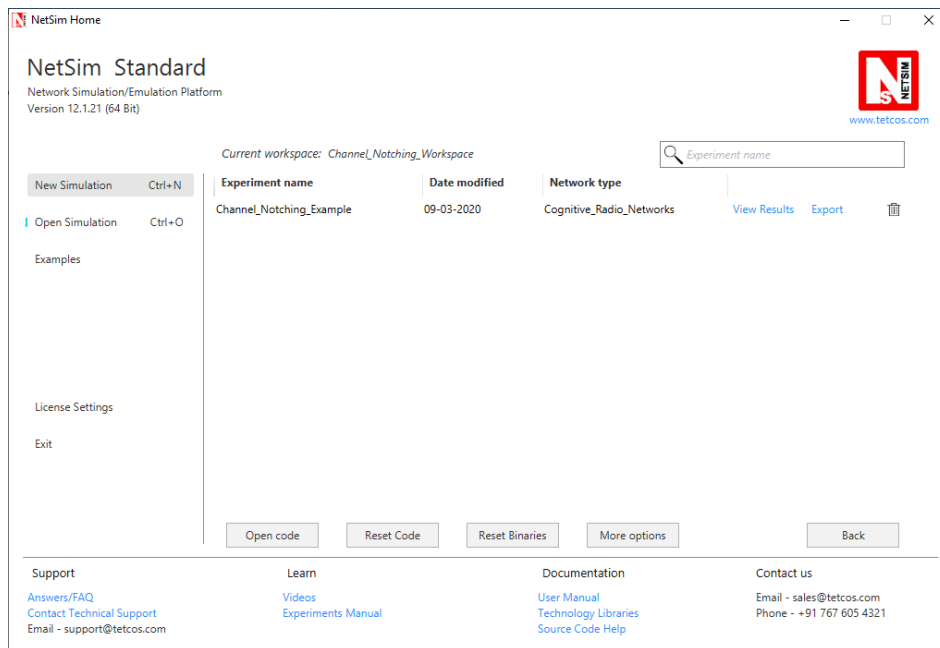 NetSim Home
NetSim Standard
Network Simulation/Emulation Platform
Version 12.1.21 (64 Bit)
NETSIM
www.tetcos.com
Current workspace: Channel_Notching_Workspace
Experiment name
New Simulation Ctrl+N
Open Simulation Ctrl+O
Examples
License Settings
Exit
Experiment name Date modified Network type
Channel_Notching_Example 09-03-2020 Cognitive_Radio_Networks View Results Export
Open code Reset Code Reset Binaries More options Back
Support
Answers/FAQ
Contact Technical Support
Email - support@tetcos.com
Learn
Videos
Experiments Manual
Documentation
User Manual
Technology Libraries
Source Code Help
Contact us
Email - sales@tetcos.com
Phone - +91 767 605 4321